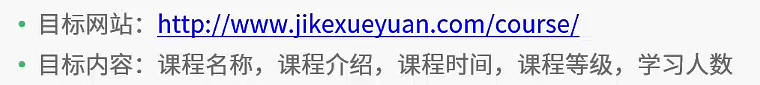 • 目标网站：http://www.jikexueyuan.com/course/
• 目标内容：课程名称，课程介绍，课程时间，课程等级，学习人数